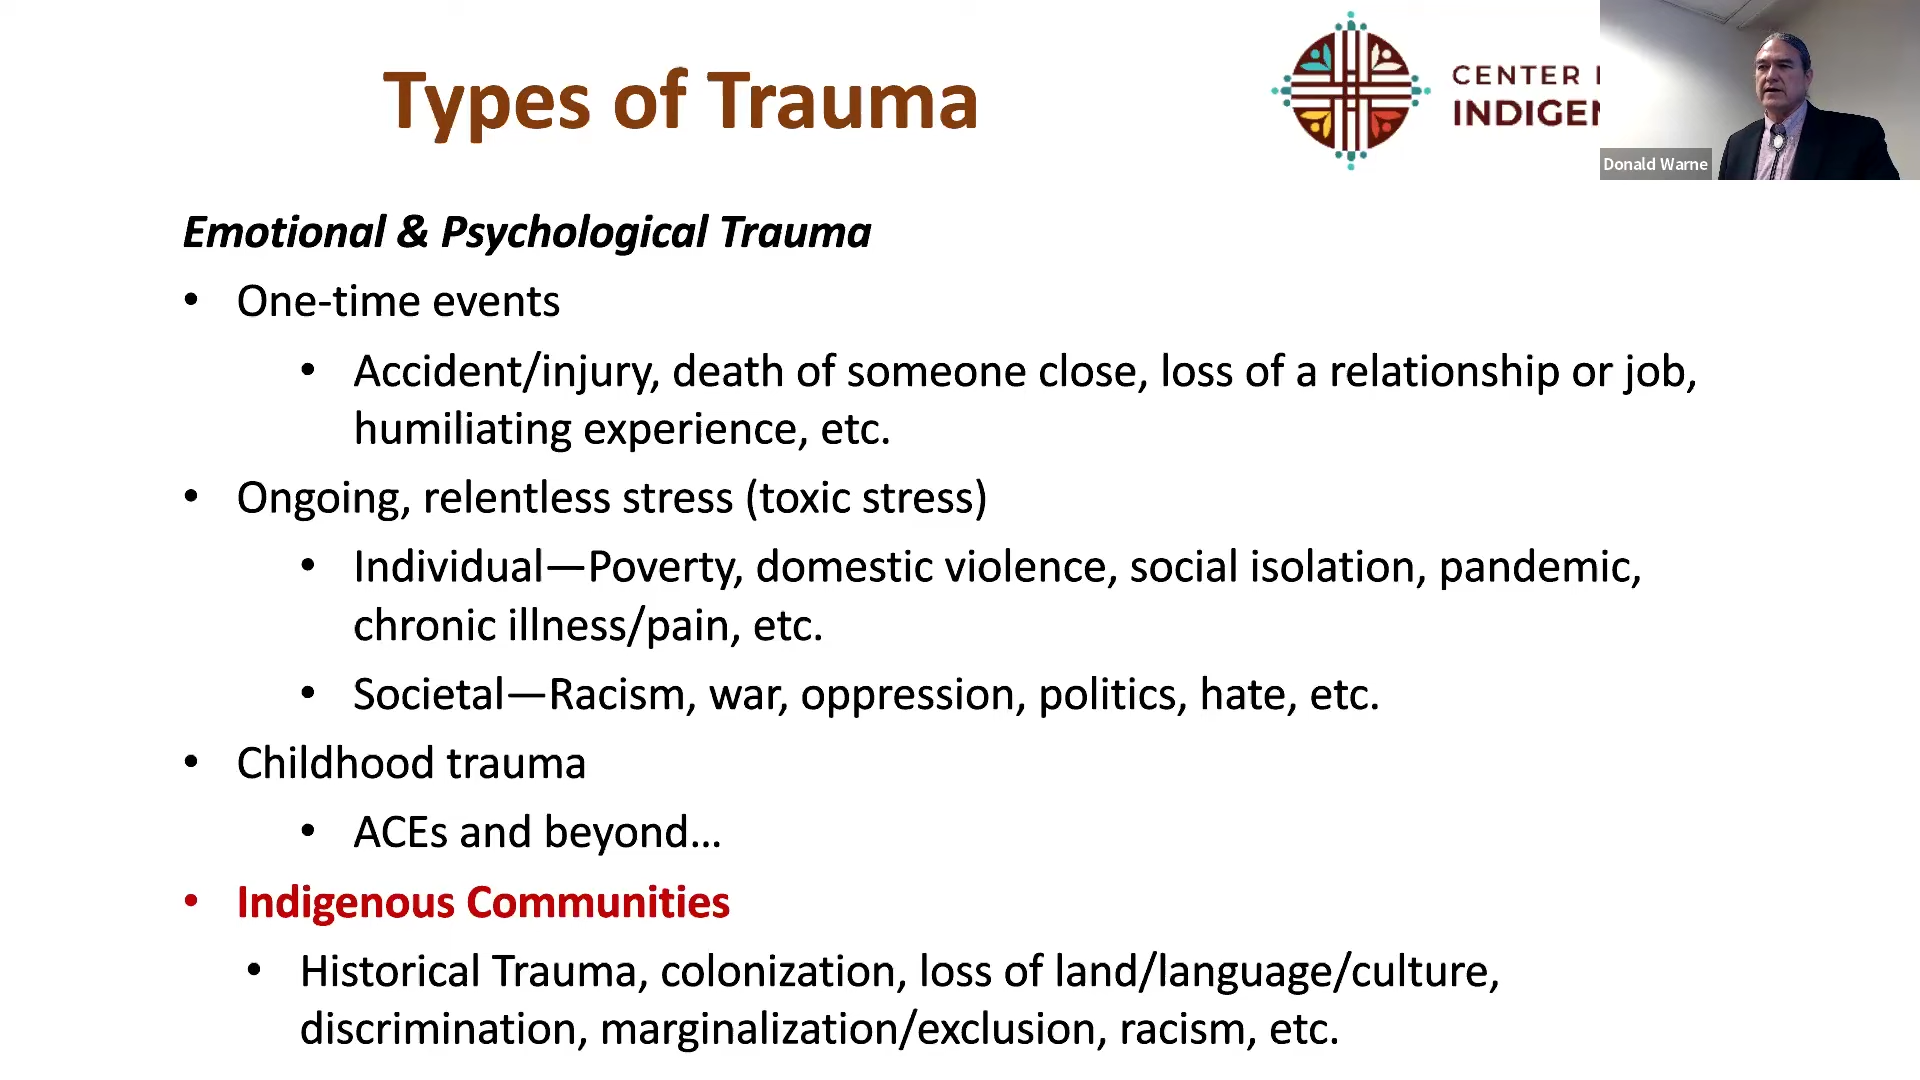 Types of Trauma
CENTER
INDIGEN
Donald Warne
Emotional & Psychological Trauma
• One-time events
• Accident/injury, death of someone close, loss of a relationship or job,
humiliating experience, etc.
• Ongoing, relentless stress (toxic stress)
• Individual—Poverty, domestic violence, social isolation, pandemic,
chronic illness/pain, etc.
• Societal—Racism, war, oppression, politics, hate, etc.
• Childhood trauma
• ACEs and beyond...
• Indigenous Communities
• Historical Trauma, colonization, loss of land/language/culture,
discrimination, marginalization/exclusion, racism, etc.